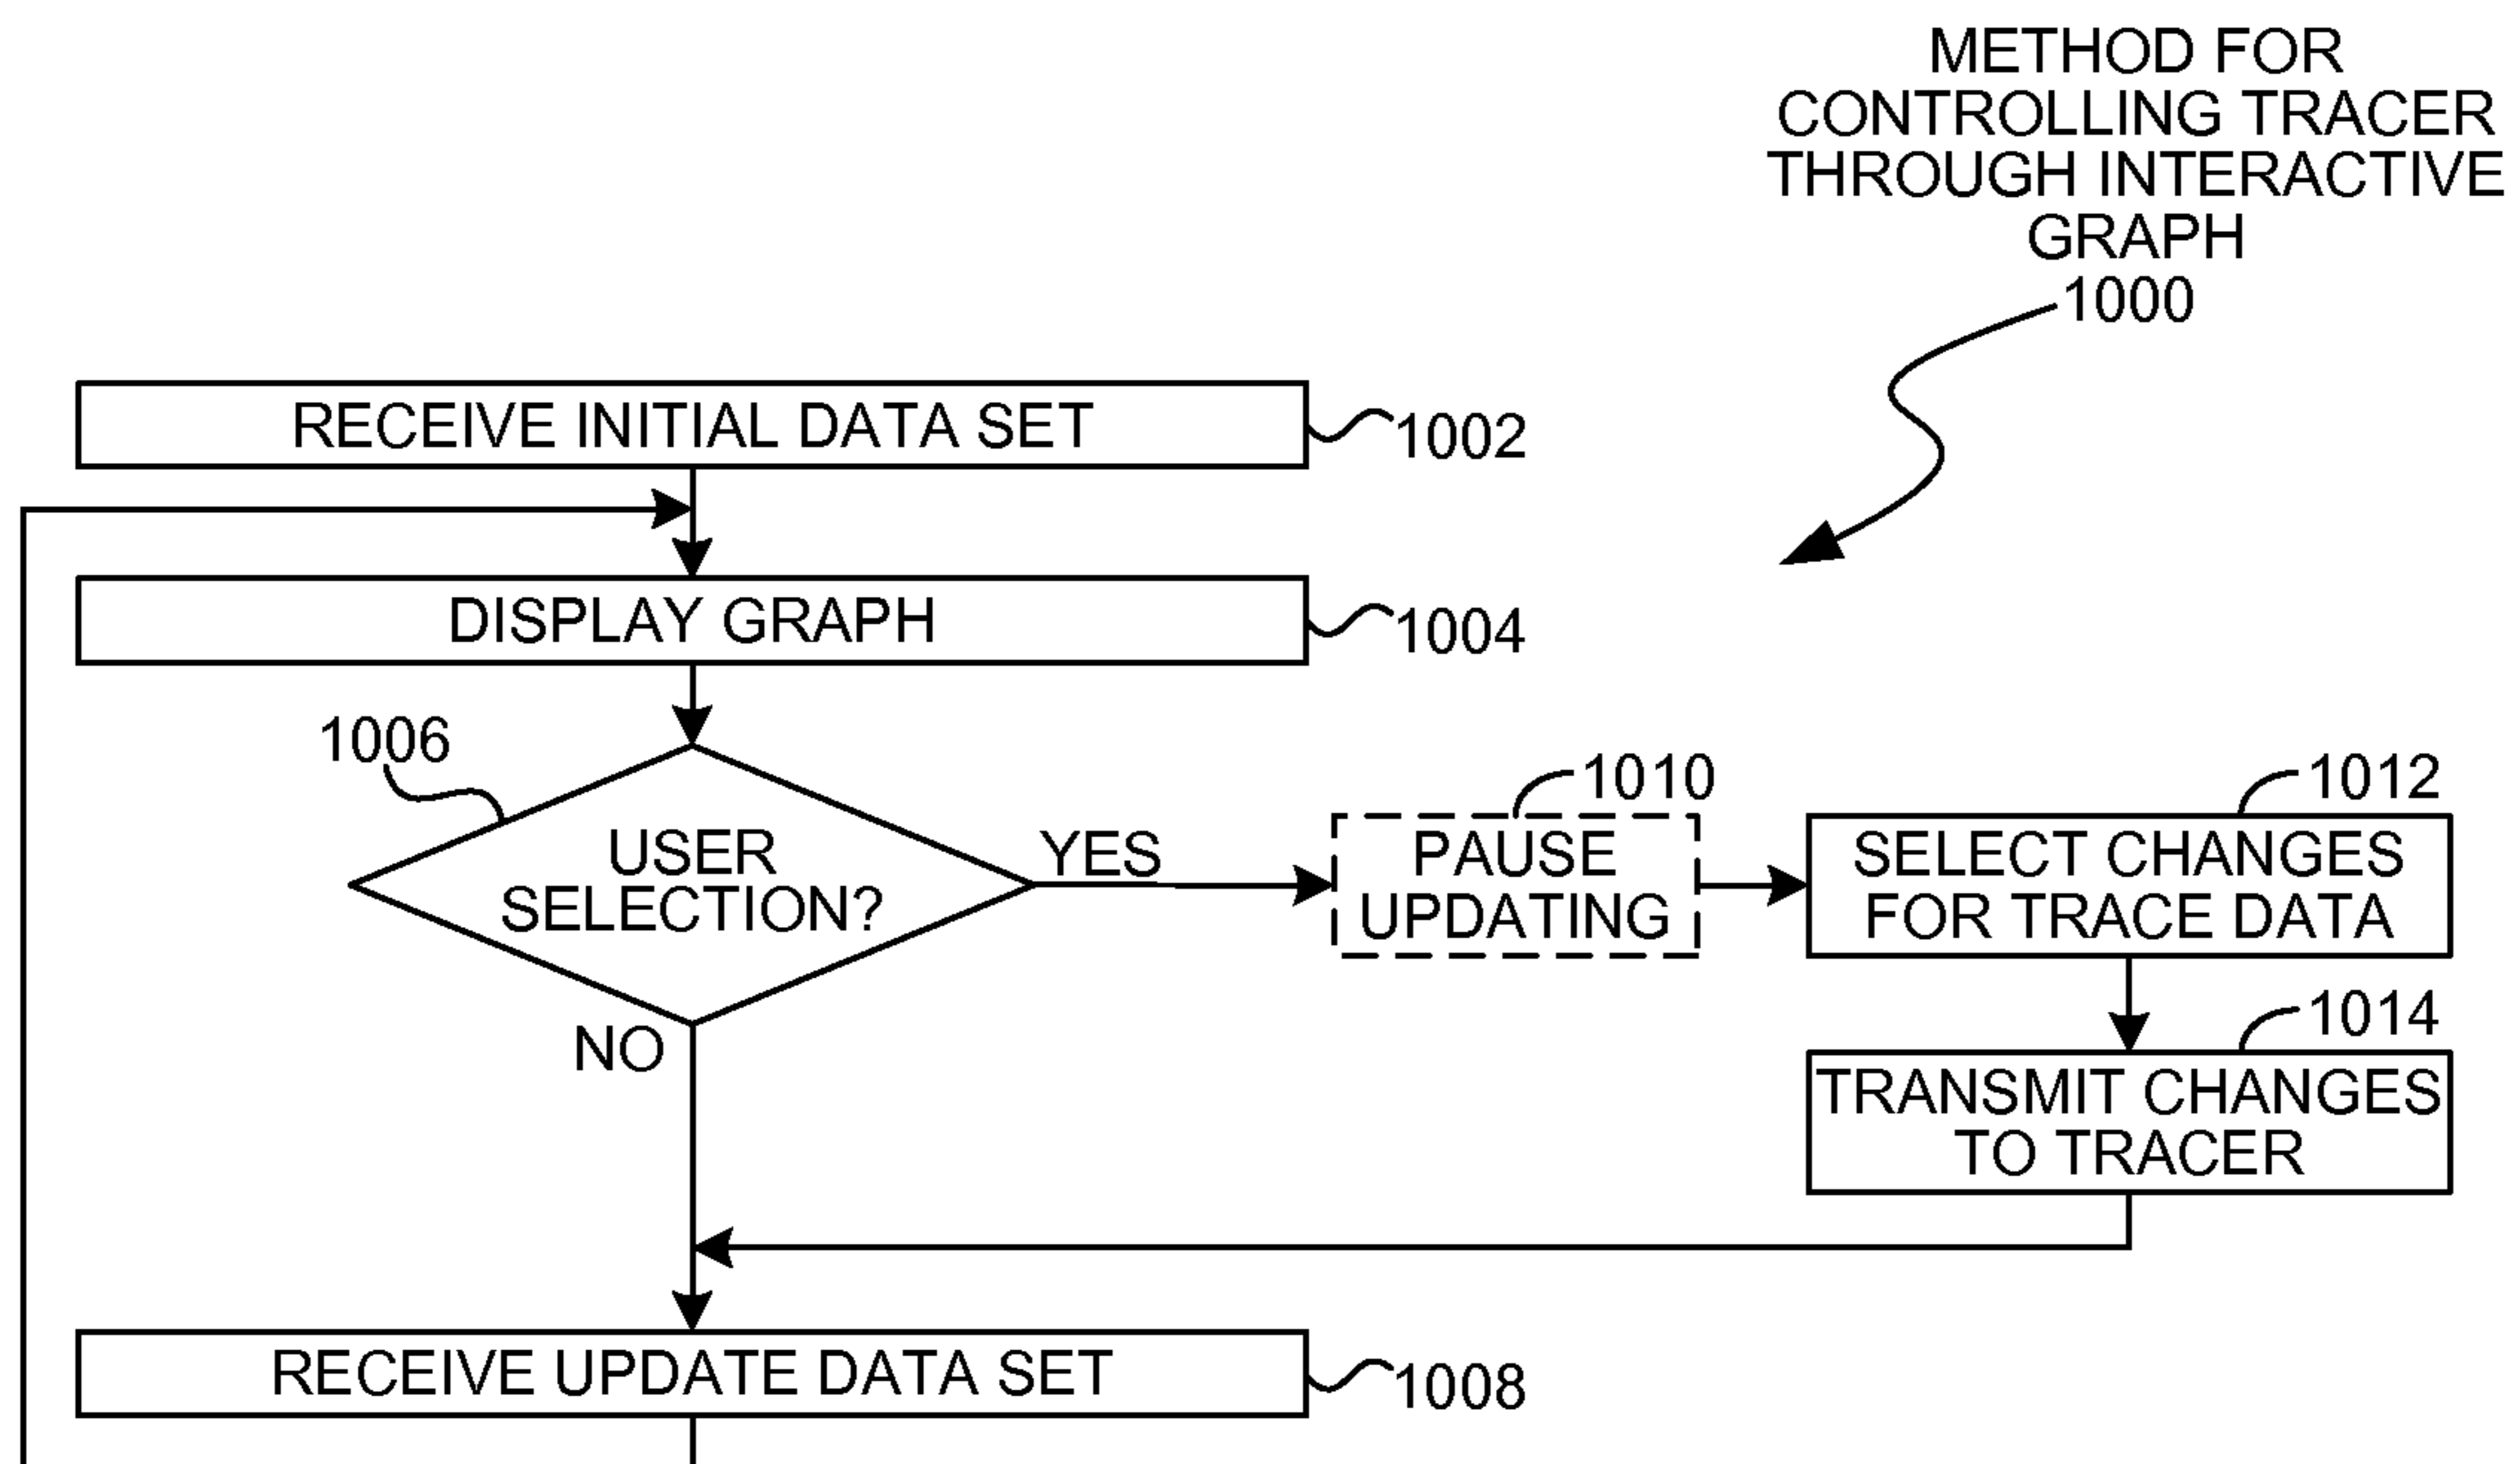 METHOD FOR
CONTROLLING TRACER
THROUGH INTERACTIVE
GRAPH
1000
RECEIVE INITIAL DATA SET
1002
DISPLAY GRAPH
1004
1006
USER
SELECTION?
YES
NO
1010
PAUSE
UPDATING
1012
SELECT CHANGES
FOR TRACE DATA
1014
TRANSMIT CHANGES
TO TRACER
RECEIVE UPDATE DATA SET
1008